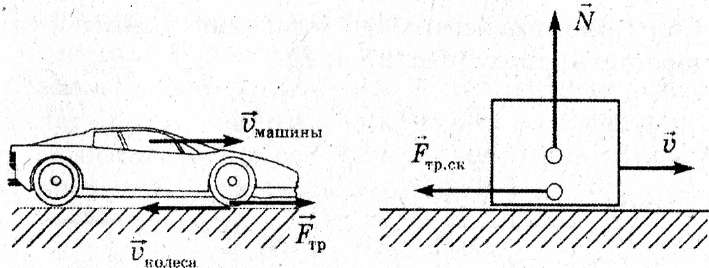 v⃗ машины
v⃗ колеса
F⃗ тр
N⃗
F⃗ тр.ск
v⃗